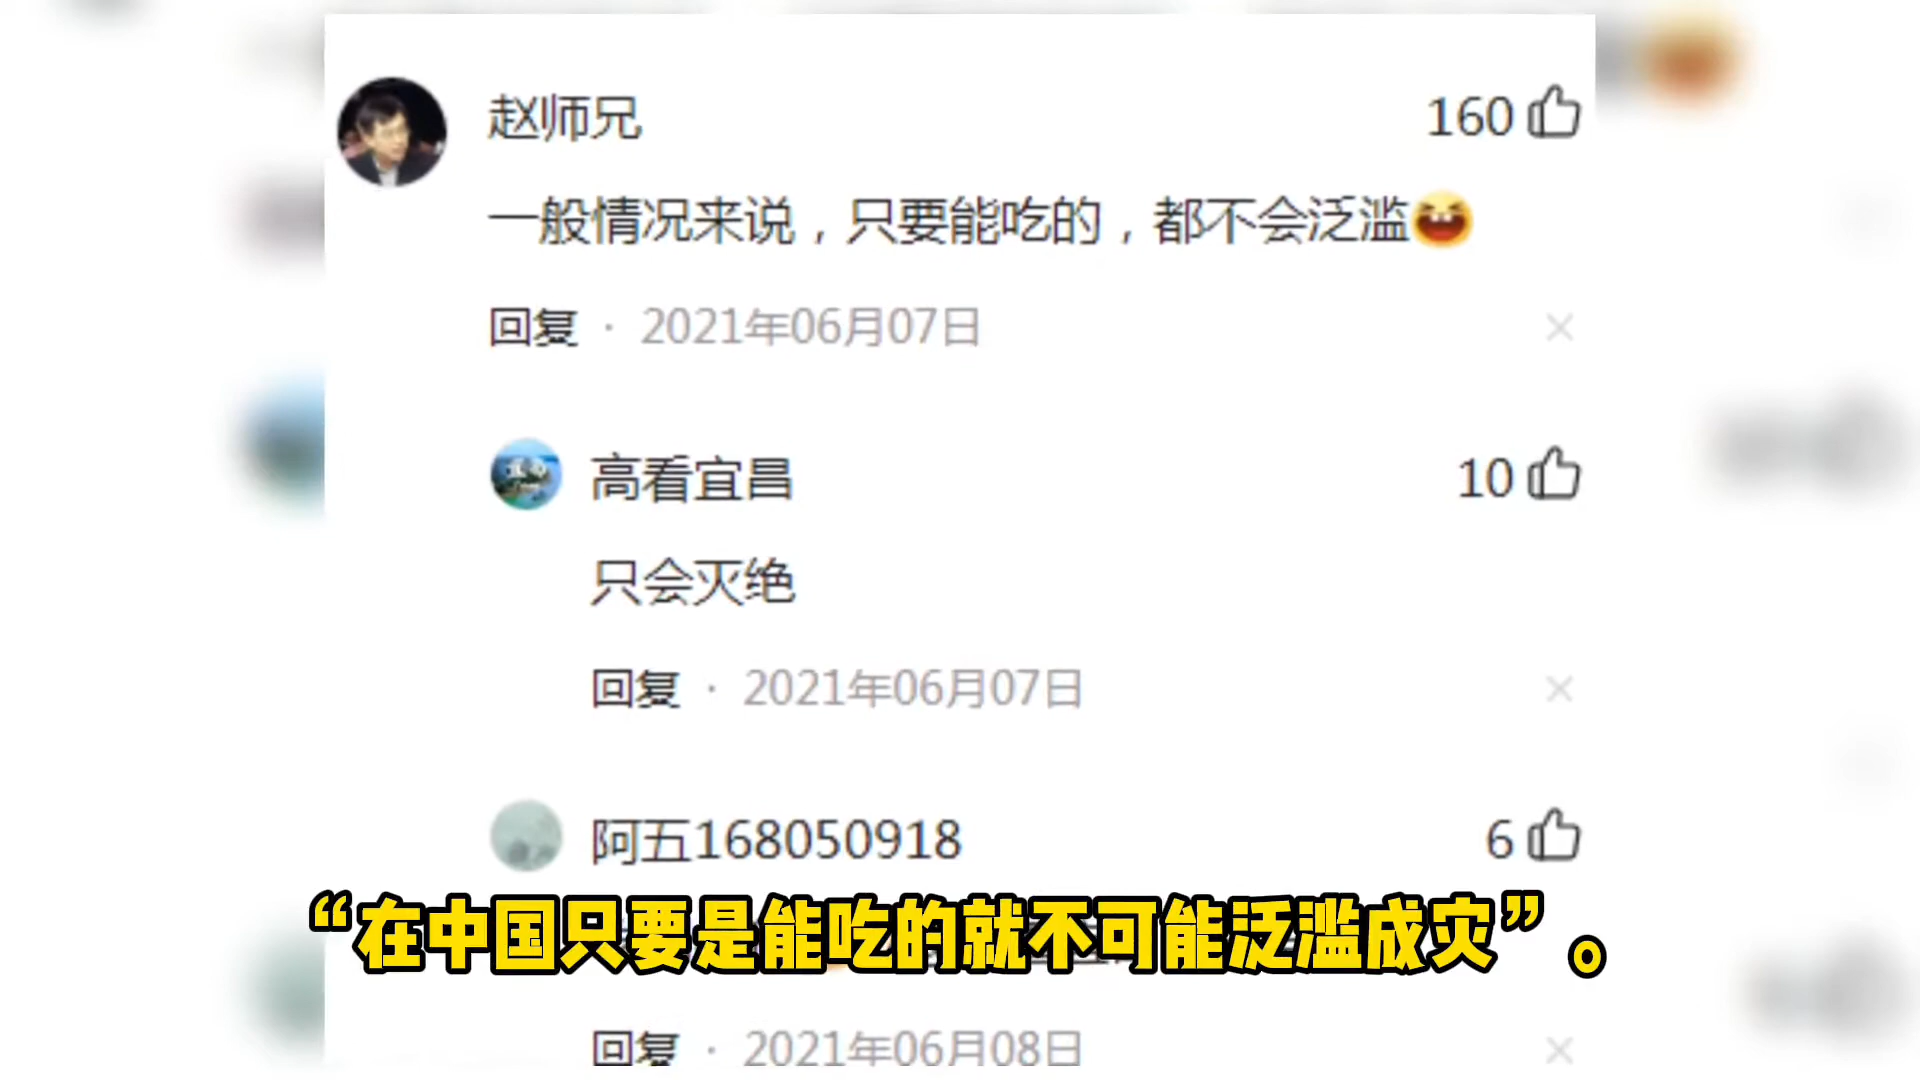 赵师兄
160
一般情况来说，只要能吃的，都不会泛滥
回复 · 2021年06月07日
高看宜昌
10
只会灭绝
回复 · 2021年06月07日
阿五168050918
6
“在中国只要是能吃的就不可能泛滥成灾”。
回复 · 2021年06月08日